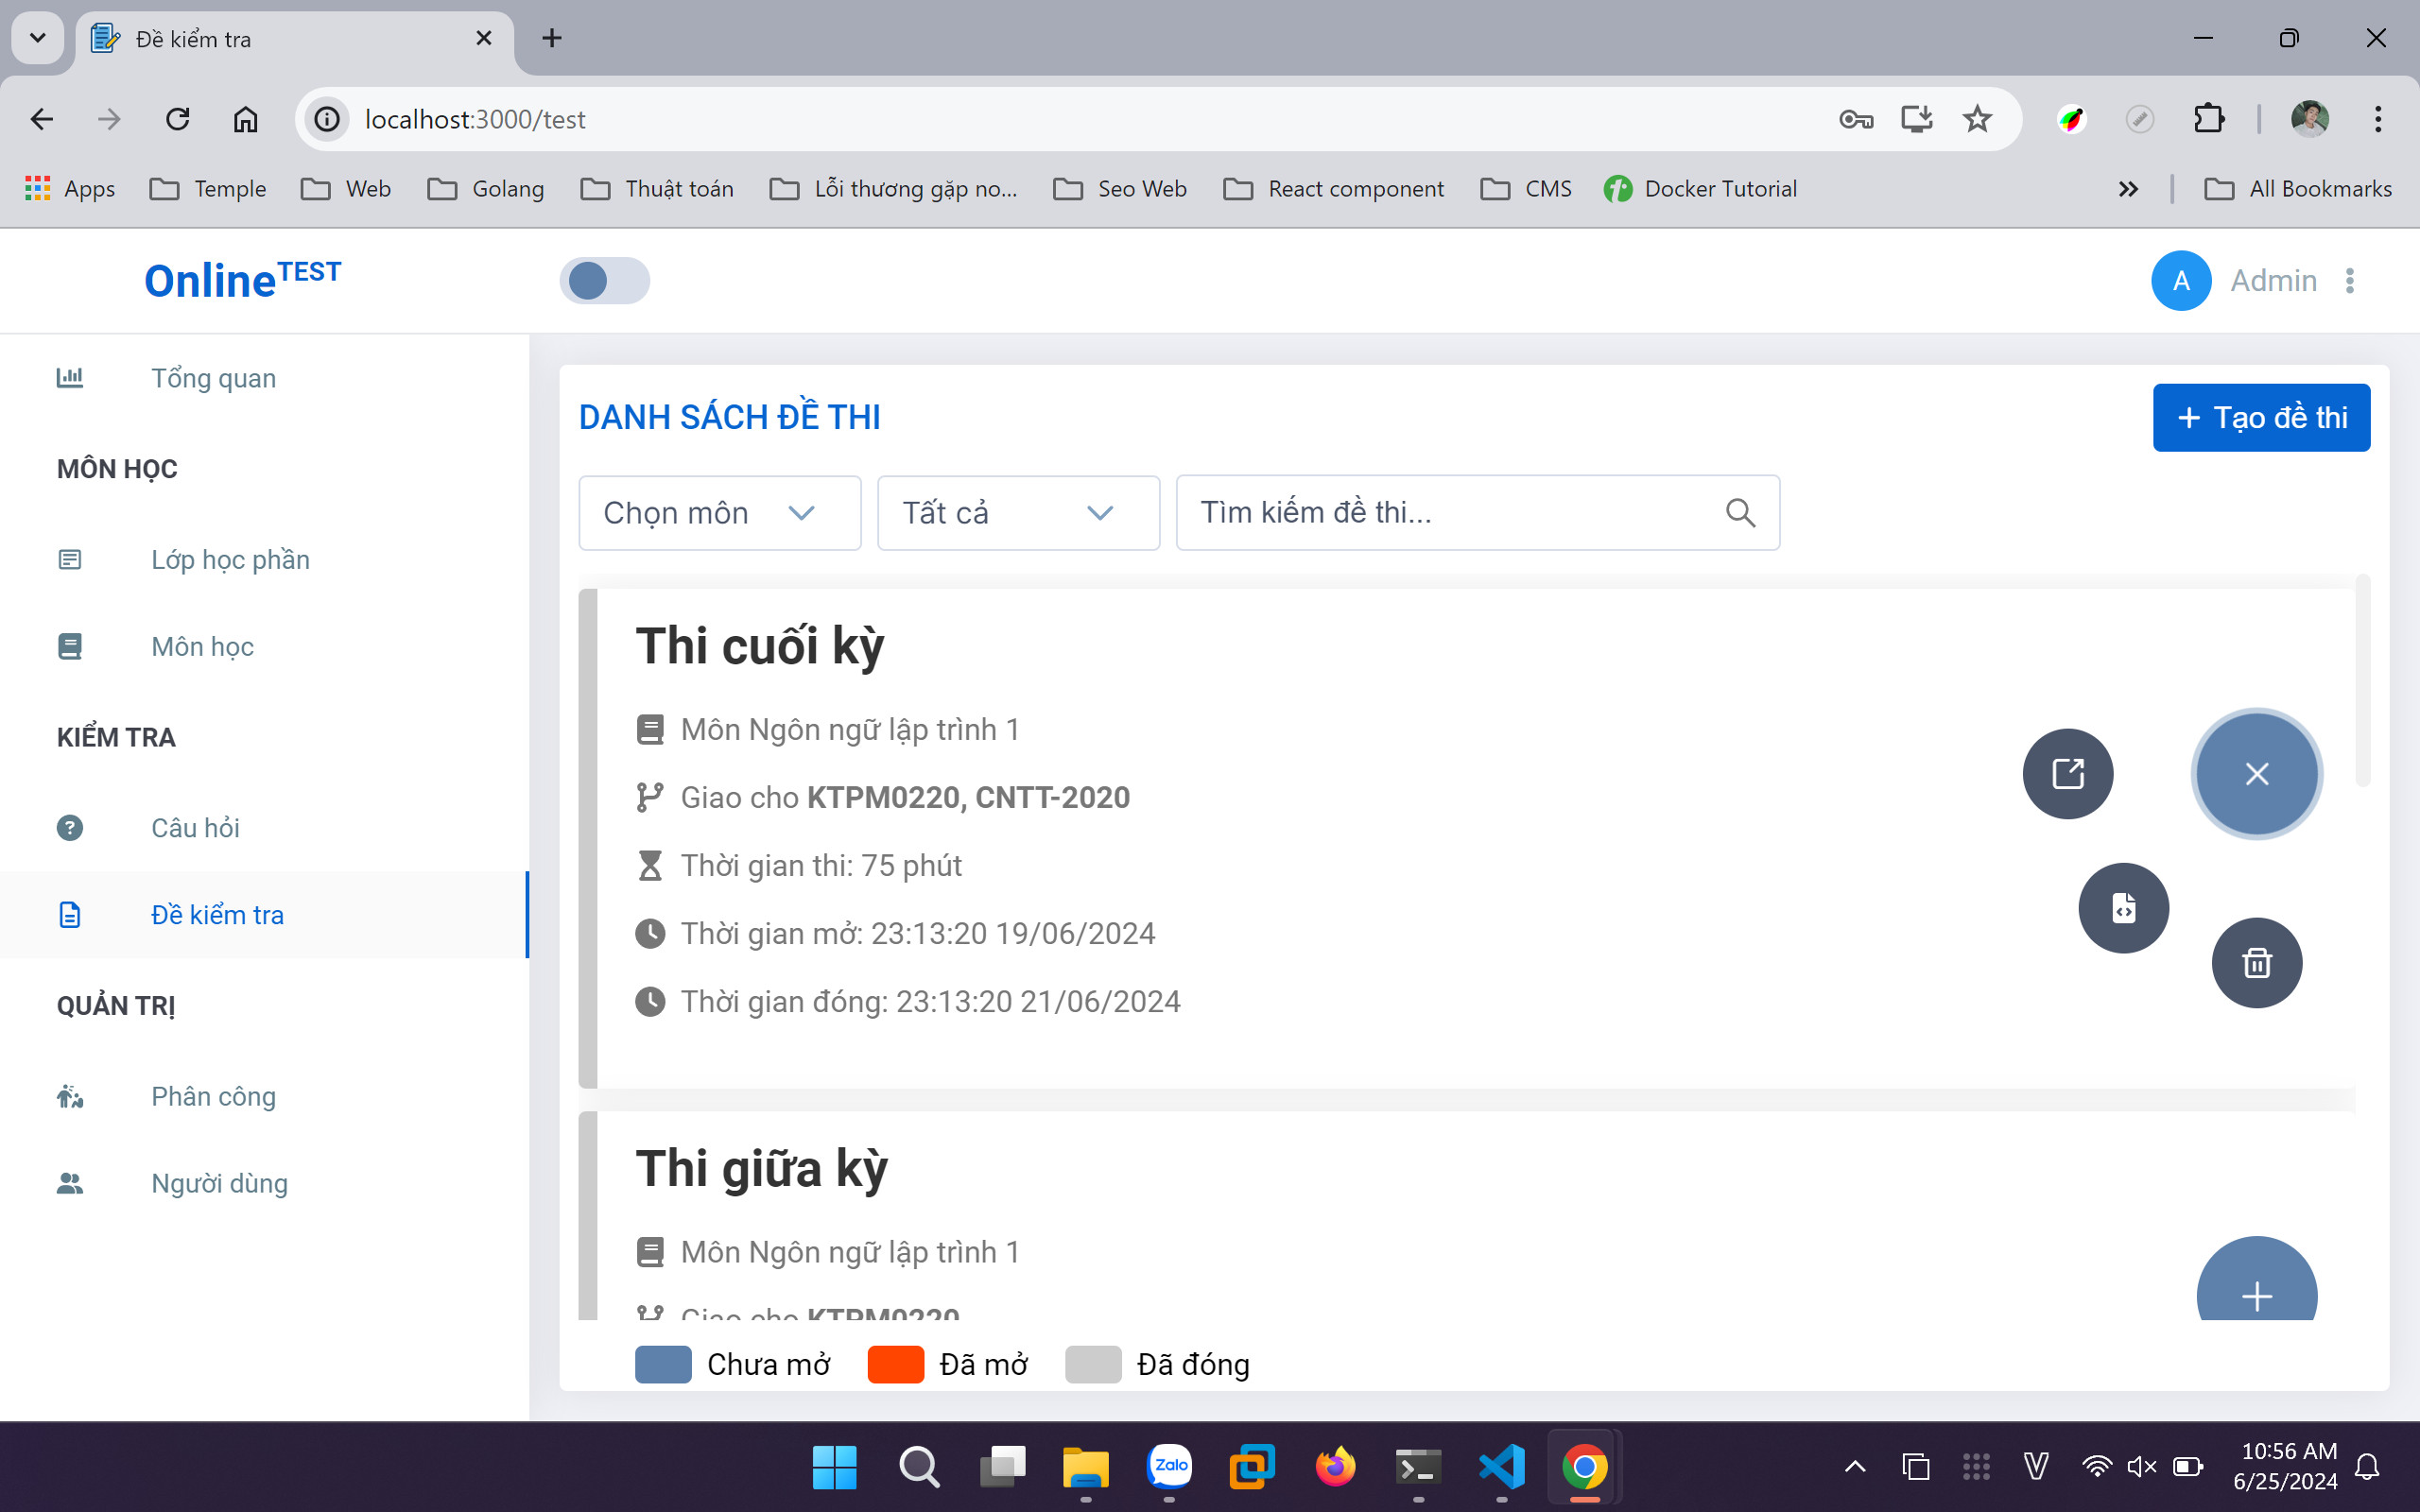 Đề kiểm tra
localhost:3000/test
Apps
Temple
Web
Golang
Thuật toán
Lỗi thương gặp no...
Seo Web
React component
CMS
Docker Tutorial
All Bookmarks
OnlineTEST
A
Admin
Tổng quan
MÔN HỌC
Lớp học phần
Môn học
KIỂM TRA
Câu hỏi
Đề kiểm tra
QUẢN TRỊ
Phân công
Người dùng
DANH SÁCH ĐỀ THI
+ Tạo đề thi
Chọn môn
Tất cả
Tìm kiếm đề thi...
Thi cuối kỳ
Môn Ngôn ngữ lập trình 1
Giao cho KTPM0220, CNTT-2020
Thời gian thi: 75 phút
Thời gian mở: 23:13:20 19/06/2024
Thời gian đóng: 23:13:20 21/06/2024
Thi giữa kỳ
Môn Ngôn ngữ lập trình 1
Giao cho KTPM0220
Chưa mở
Đã mở
Đã đóng
Zalo
10:56 AM
6/25/2024